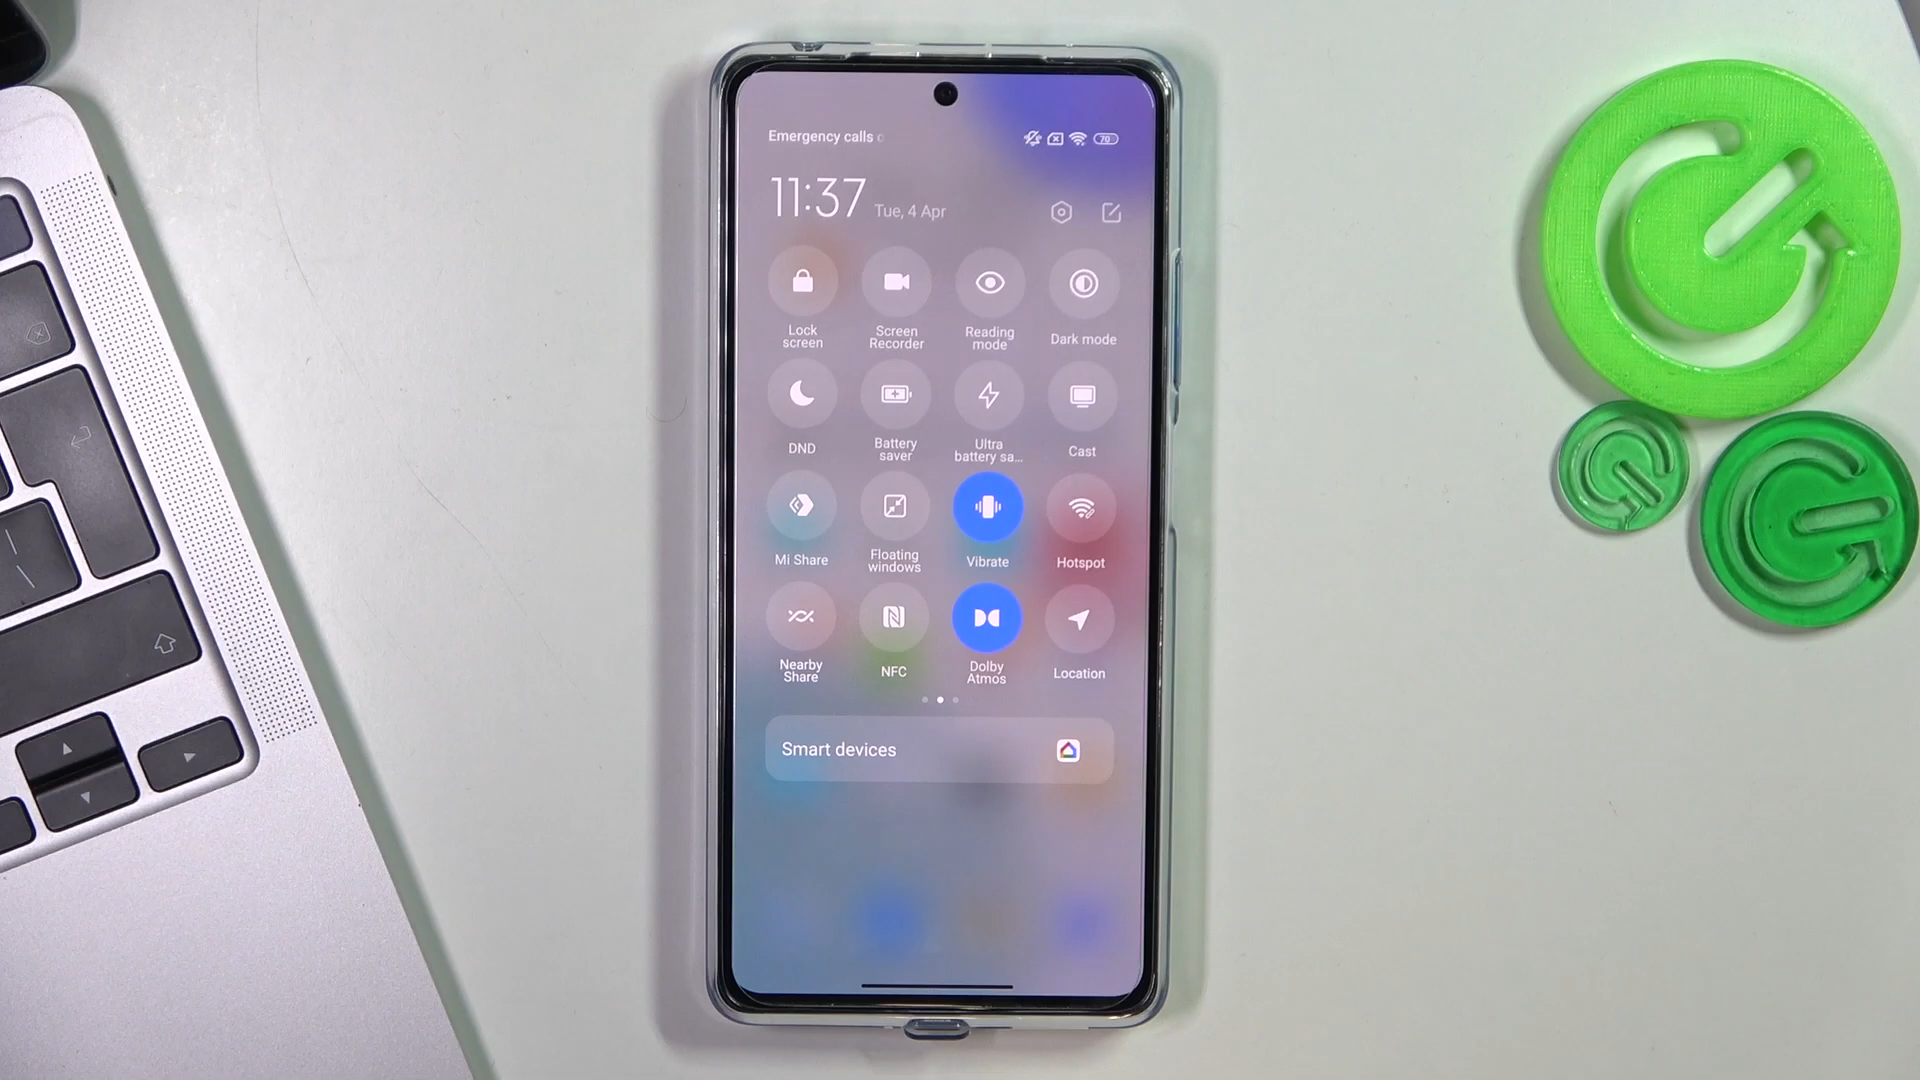 Emergency calls
70
11:37 Tue, 4 Apr
Lock
screen
Screen
Recorder
Reading
mode
Dark mode
DND
Battery
saver
Ultra
battery sa...
Cast
Mi Share
Floating
windows
Vibrate
Hotspot
Nearby
Share
NFC
Dolby
Atmos
Location
Smart devices